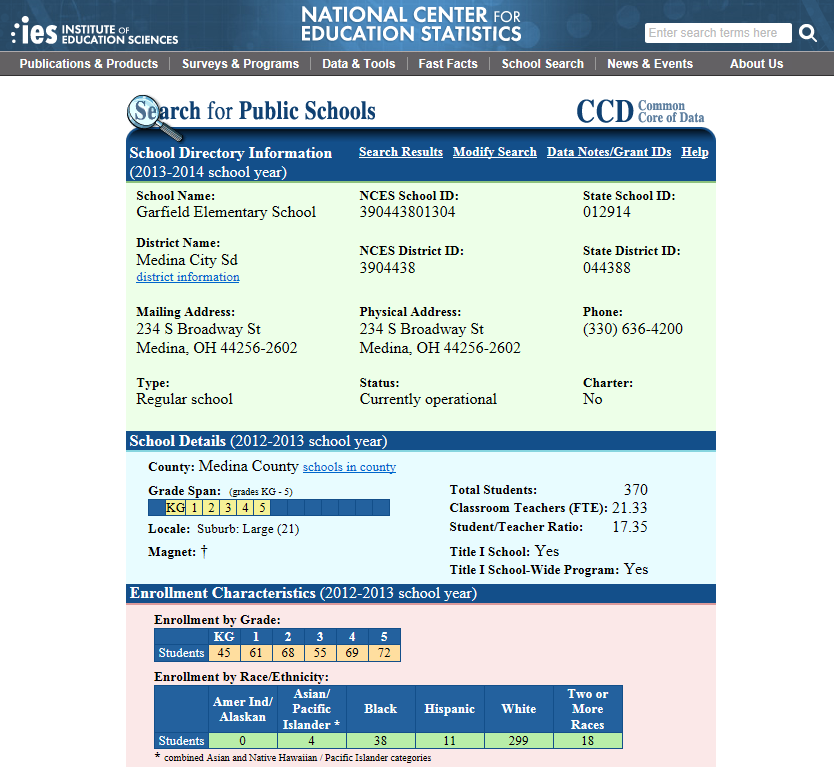 ies INSTITUTE OF EDUCATION SCIENCES
NATIONAL CENTER FOR
EDUCATION STATISTICS
Enter search terms here
Publications & Products | Surveys & Programs | Data & Tools | Fast Facts | School Search | News & Events About Us
Search for Public Schools
CCD Common Core of Data
School Directory Information
(2013-2014 school year)
Search Results Modify Search Data Notes/Grant IDs Help
School Name: NCES School ID: State School ID:
Garfield Elementary School 390443801304 012914
District Name: NCES District ID: State District ID:
Medina City Sd 3904438 044388
district information
Mailing Address: Physical Address: Phone:
234 S Broadway St 234 S Broadway St (330) 636-4200
Medina, OH 44256-2602 Medina, OH 44256-2602
Type: Status: Charter:
Regular school Currently operational No
School Details (2012-2013 school year)
County: Medina County schools in county
Grade Span: (grades KG - 5)
KG 1 2 3 4 5
Locale: Suburb: Large (21)
Magnet: †
Total Students: 370
Classroom Teachers (FTE): 21.33
Student/Teacher Ratio: 17.35
Title I School: Yes
Title I School-Wide Program: Yes
Enrollment Characteristics (2012-2013 school year)
Enrollment by Grade:
KG 1 2 3 4 5
Students 45 61 68 55 69 72
Enrollment by Race/Ethnicity:
Amer Ind/ Alaskan Asian/ Pacific Islander * Black Hispanic White Two or More Races
Students 0 4 38 11 299 18
* combined Asian and Native Hawaiian / Pacific Islander categories